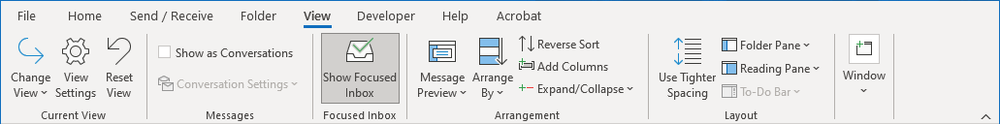 File Home Send / Receive Folder View Developer Help Acrobat
Change View
View Settings
Reset View
Current View
Show as Conversations
Conversation Settings
Messages
Show Focused Inbox
Focused Inbox
Message Preview
Arrange By
Reverse Sort
Add Columns
Expand/Collapse
Arrangement
Use Tighter Spacing
Folder Pane
Reading Pane
To-Do Bar
Layout
Window